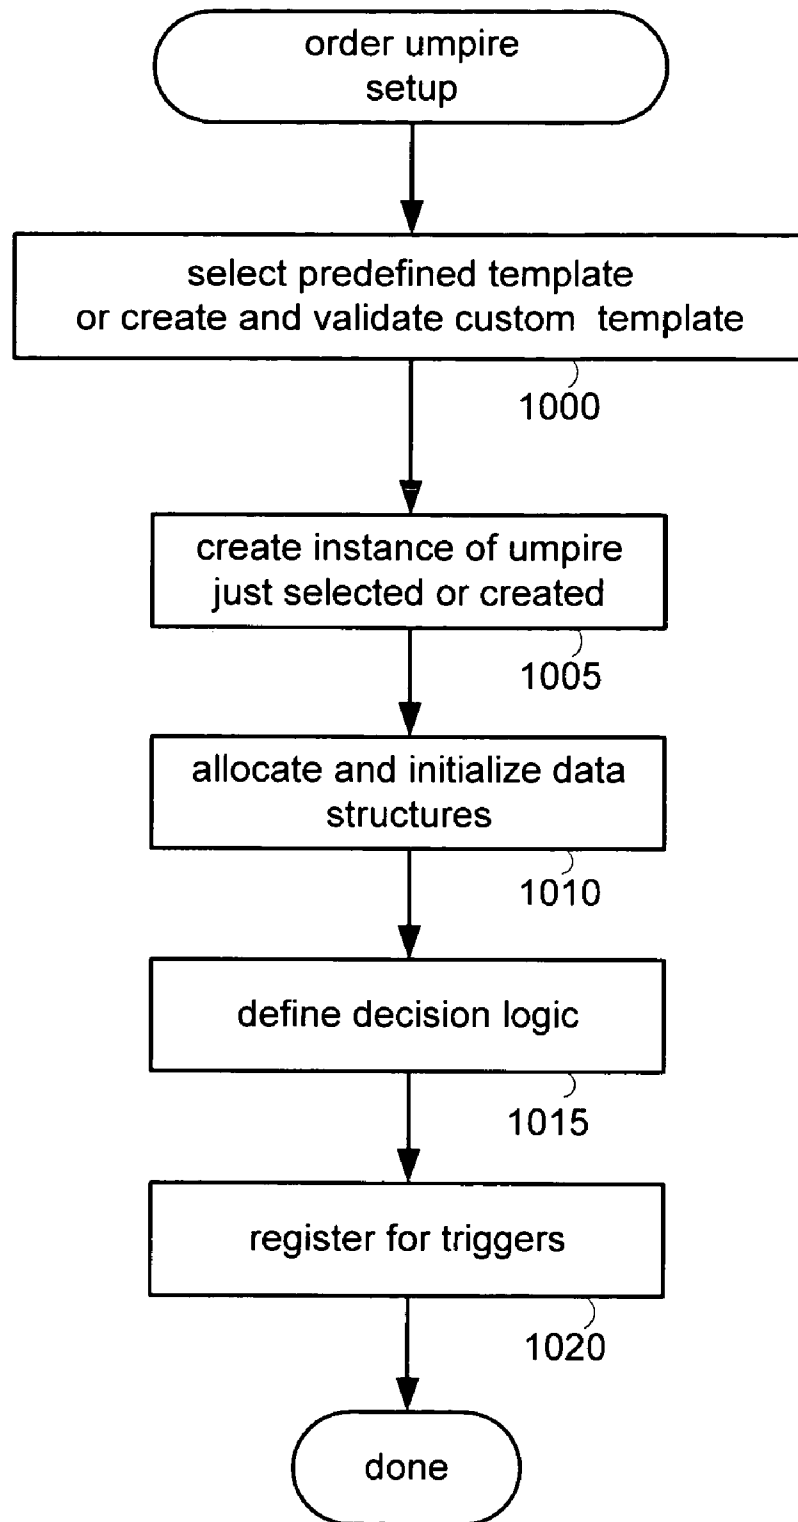 order umpire
setup
select predefined template
or create and validate custom template
1000
create instance of umpire
just selected or created
1005
allocate and initialize data
structures
1010
define decision logic
1015
register for triggers
1020
done